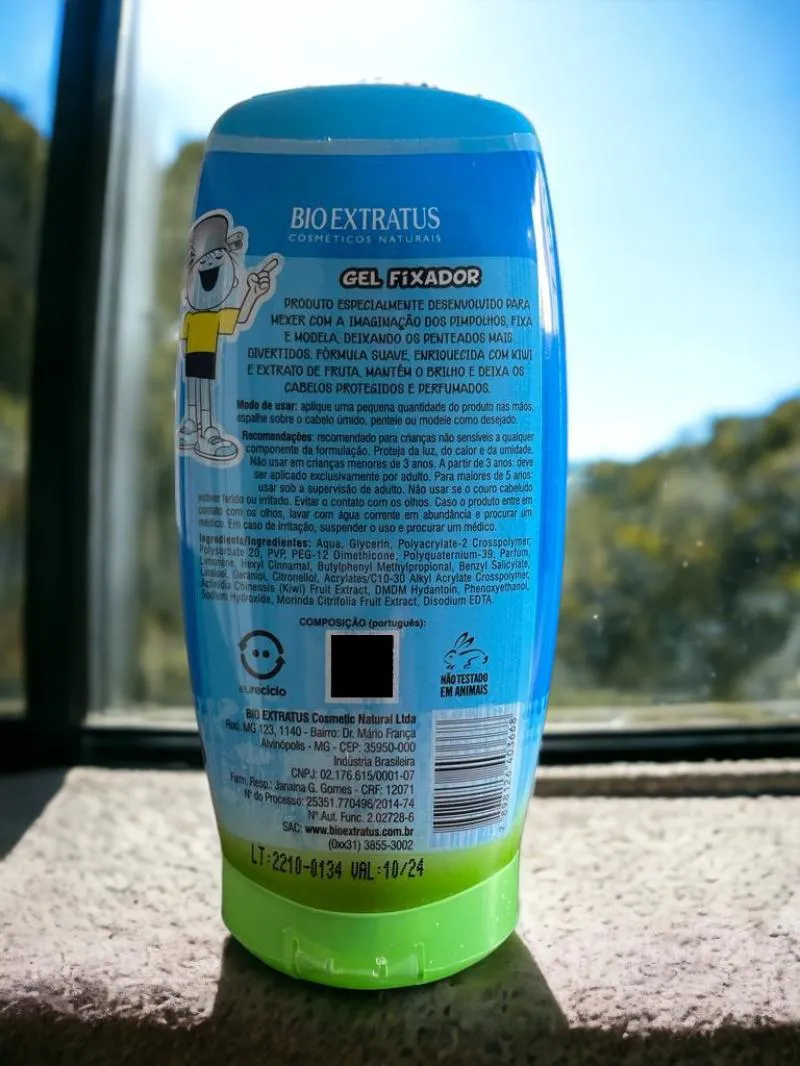 BIO EXTRATUS
COSMÉTICOS NATURAIS
GEL FIXADOR
PRODUTO ESPECIALMENTE DESENVOLVIDO PARA
MEXER COM A IMAGINAÇÃO DOS PIMPOLHOS, FIXA
E MODELA, DEIXANDO OS PENTEADOS MAIS
DIVERTIDOS. FÓRMULA SUAVE, ENRIQUECIDA COM KIWI
E EXTRATO DE FRUTA. MANTÉM O BRILHO E DEIXA OS
CABELOS PROTEGIDOS E PERFUMADOS.
Modo de usar: aplique uma pequena quantidade do produto nas mãos,
espalhe sobre o cabelo úmido, penteie ou modele como desejado.
Recomendações: recomendado para crianças não sensíveis a qualquer
componente da formulação. Proteja da luz, do calor e da umidade.
Não usar em crianças menores de 3 anos. A partir de 3 anos: deve
ser aplicado exclusivamente por adulto. Para maiores de 5 anos:
usar sob a supervisão de adulto. Não usar se o couro cabeludo
estiver ferido ou irritado. Evitar o contato com os olhos. Caso o produto entre em
contato com os olhos, lavar com água corrente em abundância e procurar um
médico. Em caso de irritação, suspender o uso e procurar um médico.
Ingredients/Ingredientes: Aqua, Glycerin, Polyacrylate-2 Crosspolymer,
Polysorbate 20, PVP, PEG-12 Dimethicone, Polyquaternium-39, Parfum,
Limonene, Hexyl Cinnamal, Butylphenyl Methylpropional, Benzyl Salicylate,
Linalool, Geraniol, Citronellol, Acrylates/C10-30 Alkyl Acrylate Crosspolymer,
Actinidia Chinensis (Kiwi) Fruit Extract, DMDM Hydantoin, Phenoxyethanol,
Sodium Hydroxide, Morinda Citrifolia Fruit Extract, Disodium EDTA.
COMPOSIÇÃO (português):
eureciclo
NÃO TESTADO
EM ANIMAIS
BIO EXTRATUS Cosmetic Natural Ltda
Rod. MG 123, 1140 - Bairro: Dr. Mário França
Alvinópolis - MG - CEP: 35950-000
Indústria Brasileira
CNPJ: 02.176.615/0001-07
Farm. Resp.: Janaina G. Gomes - CRF: 12071
Nº do Processo: 25351.770496/2014-74
Nº Aut. Func. 2.02728-6
SAC: www.bioextratus.com.br
(0xx31) 3855-3002
7 898126 403668
LT:2210-0134 VAL:10/24